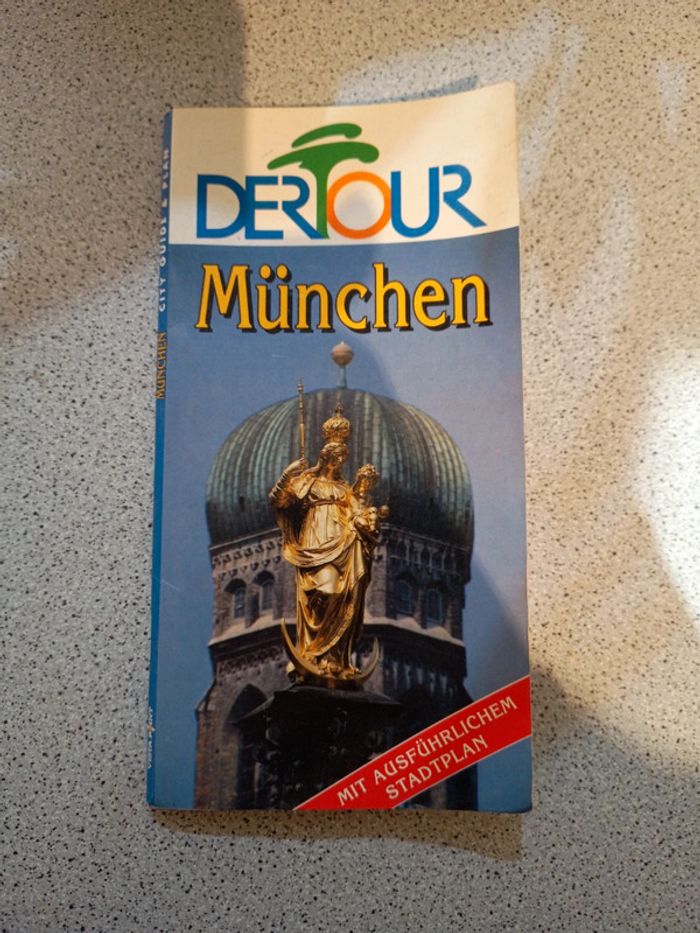 DERTOUR
München
MIT AUSFÜHRLICHEM
STADTPLAN
MÜNCHEN CITY GUIDE & PLAN